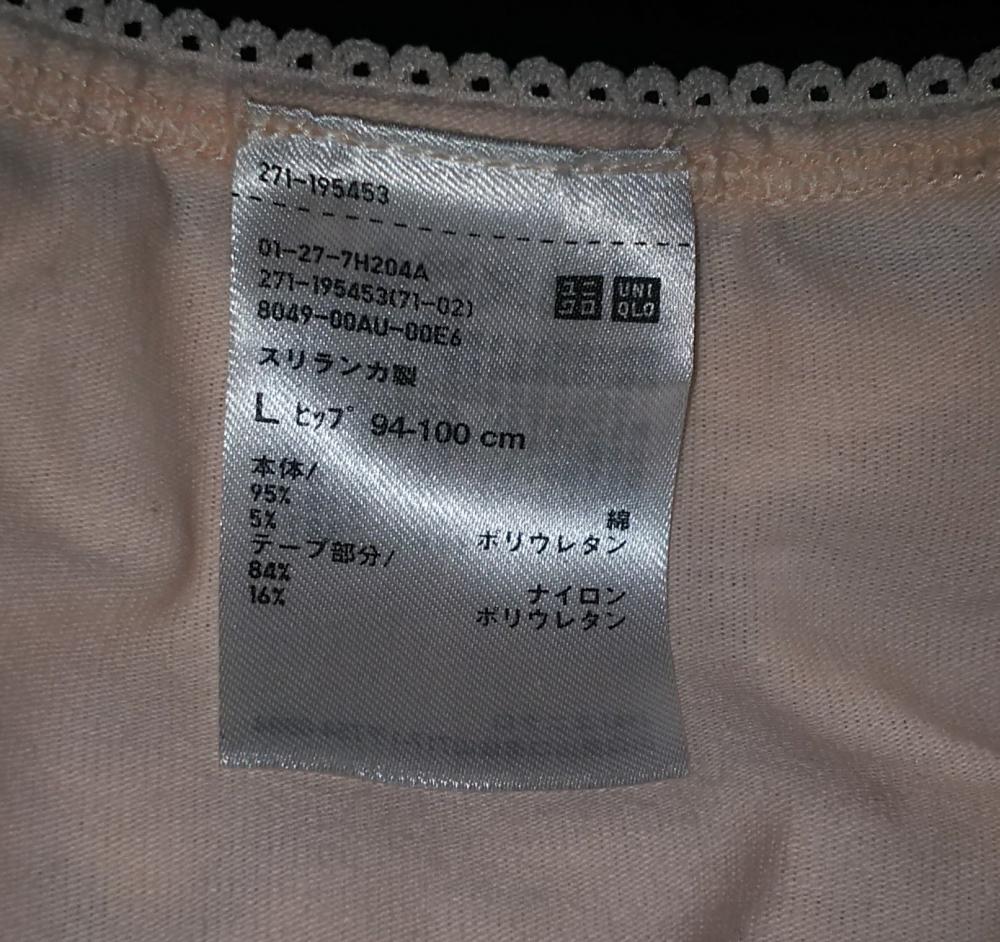 271-195453
01-27-7H204A
271-195453(71-02)
8049-00AU-00E6
ユニ
クロ
UNI
QLO
スリランカ製
L ヒップ 94-100 cm
本体/
95% 綿
5% ポリウレタン
テープ部分/
84% ナイロン
16% ポリウレタン